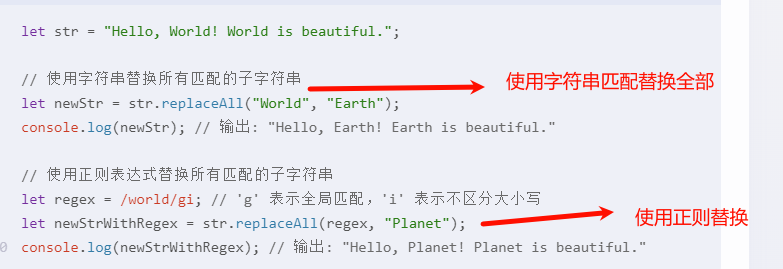 let str = "Hello, World! World is beautiful.";
// 使用字符串替换所有匹配的子字符串
使用字符串匹配替换全部
let newStr = str.replaceAll("World", "Earth");
console.log(newStr); // 输出: "Hello, Earth! Earth is beautiful."
// 使用正则表达式替换所有匹配的子字符串
let regex = /world/gi; // 'g' 表示全局匹配，'i' 表示不区分大小写
let newStrWithRegex = str.replaceAll(regex, "Planet");
使用正则替换
0 console.log(newStrWithRegex); // 输出: "Hello, Planet! Planet is beautiful."